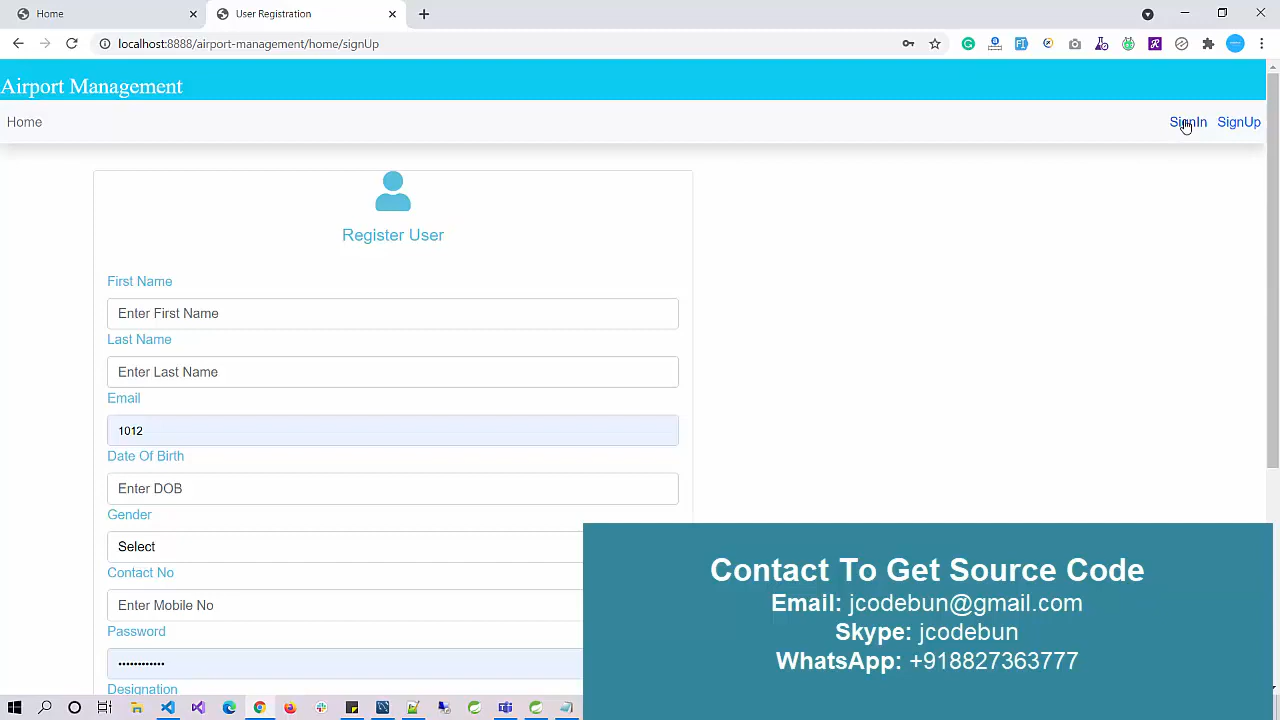 Home
User Registration
localhost:8888/airport-management/home/signUp
Airport Management
Home
SignIn SignUp
Register User
First Name
Enter First Name
Last Name
Enter Last Name
Email
1012
Date Of Birth
Enter DOB
Gender
Select
Contact No
Enter Mobile No
Password
••••••••••••
Designation
Contact To Get Source Code
Email: jcodebun@gmail.com
Skype: jcodebun
WhatsApp: +918827363777